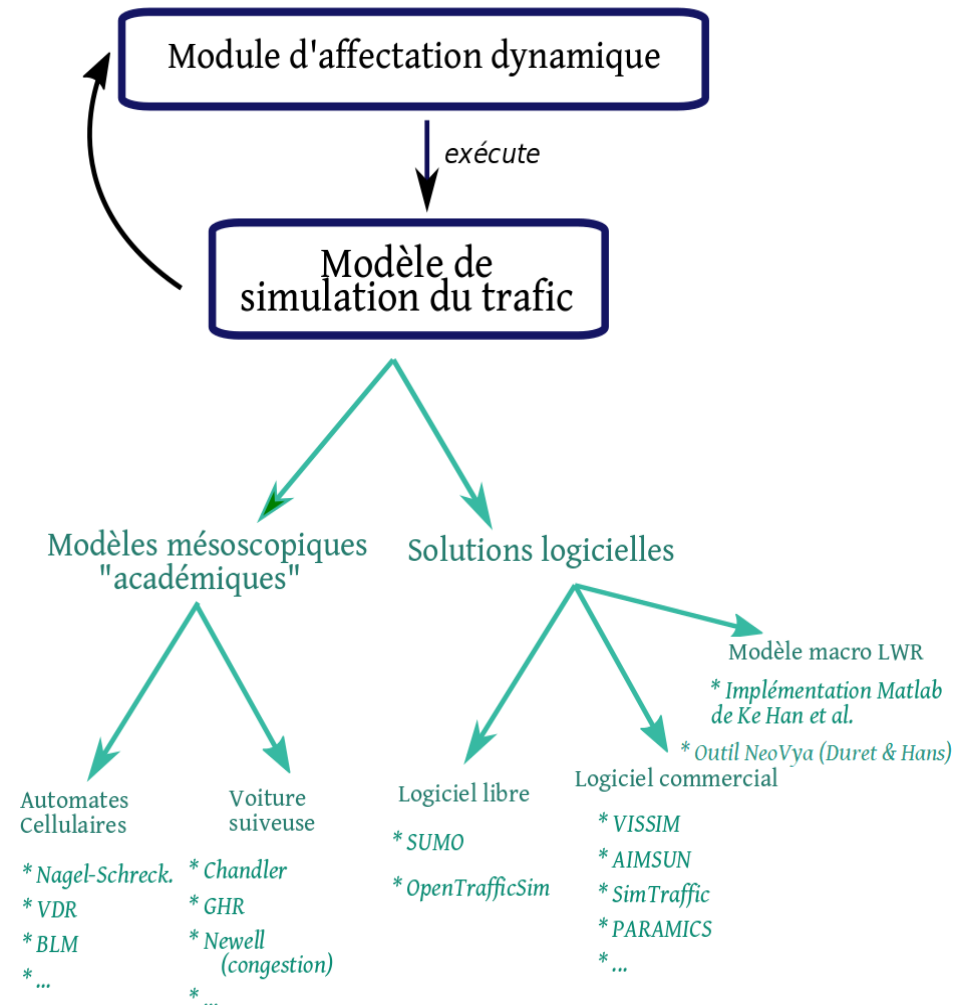 Module d'affectation dynamique
exécute
Modèle de
simulation du trafic
Modèles mésoscopiques
"académiques"
Solutions logicielles
Modèle macro LWR
* Implémentation Matlab
de Ke Han et al.
* Outil NeoVya (Duret & Hans)
Automates
Cellulaires
* Nagel-Schreck.
* VDR
* BLM
* ...
Voiture
suiveuse
* Chandler
* GHR
* Newell
(congestion)
* ...
Logiciel libre
* SUMO
* OpenTrafficSim
Logiciel commercial
* VISSIM
* AIMSUN
* SimTraffic
* PARAMICS
* ...